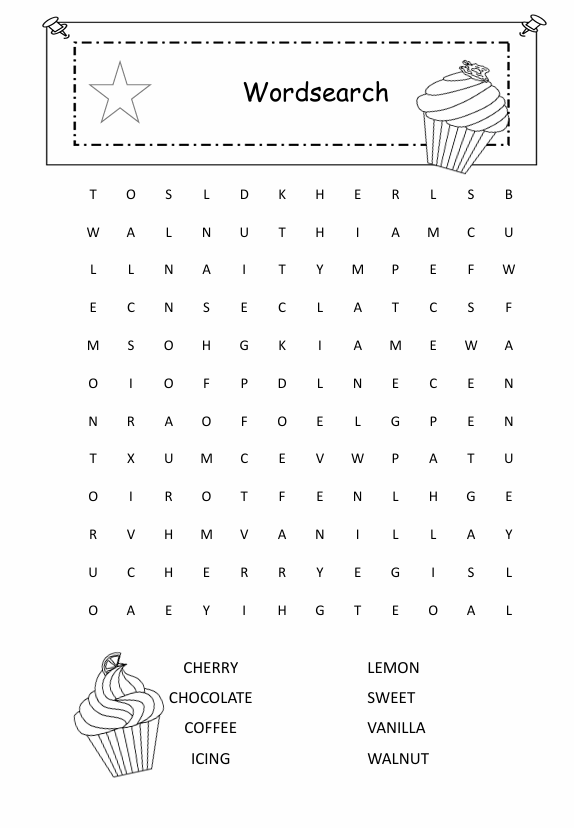 Wordsearch
T O S L D K H E R L S B
W A L N U T H I A M C U
L L N A I T Y M P E F W
E C N S E C L A T C S F
M S O H G K I A M E W A
O I O F P D L N E C E N
N R A O F O E L G P E N
T X U M C E V W P A T U
O I R O T F E N L H G E
R V H M V A N I L L A Y
U C H E R R Y E G I S L
O A E Y I H G T E O A L
CHERRY LEMON
CHOCOLATE SWEET
COFFEE VANILLA
ICING WALNUT